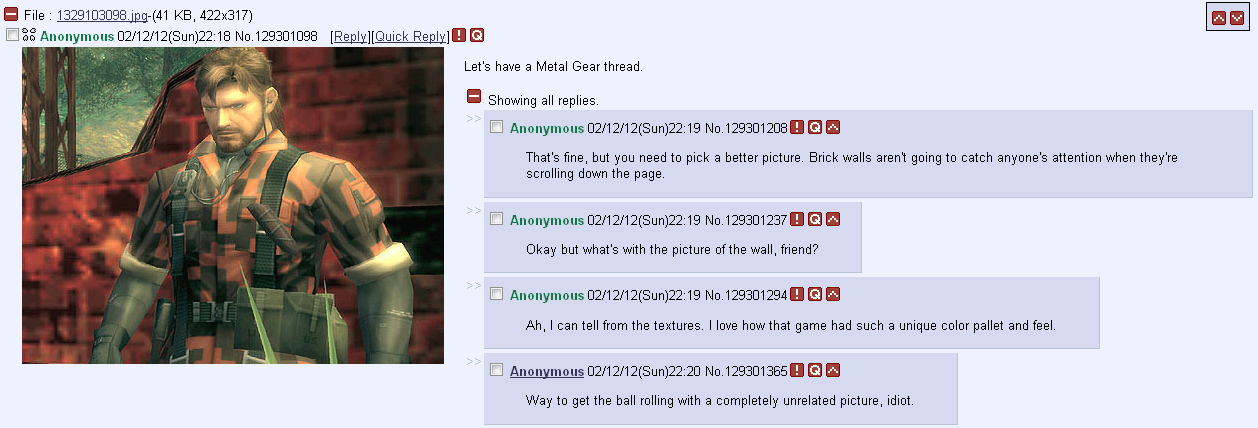 File : 1329103098.jpg-(41 KB, 422x317)
Anonymous 02/12/12(Sun)22:18 No.129301098 [Reply][Quick Reply] ! Q
Let's have a Metal Gear thread.
Showing all replies.
>> Anonymous 02/12/12(Sun)22:19 No.129301208 ! Q
That's fine, but you need to pick a better picture. Brick walls aren't going to catch anyone's attention when they're
scrolling down the page.
>> Anonymous 02/12/12(Sun)22:19 No.129301237 ! Q
Okay but what's with the picture of the wall, friend?
>> Anonymous 02/12/12(Sun)22:19 No.129301294 ! Q
Ah, I can tell from the textures. I love how that game had such a unique color pallet and feel.
>> Anonymous 02/12/12(Sun)22:20 No.129301365 ! Q
Way to get the ball rolling with a completely unrelated picture, idiot.
US